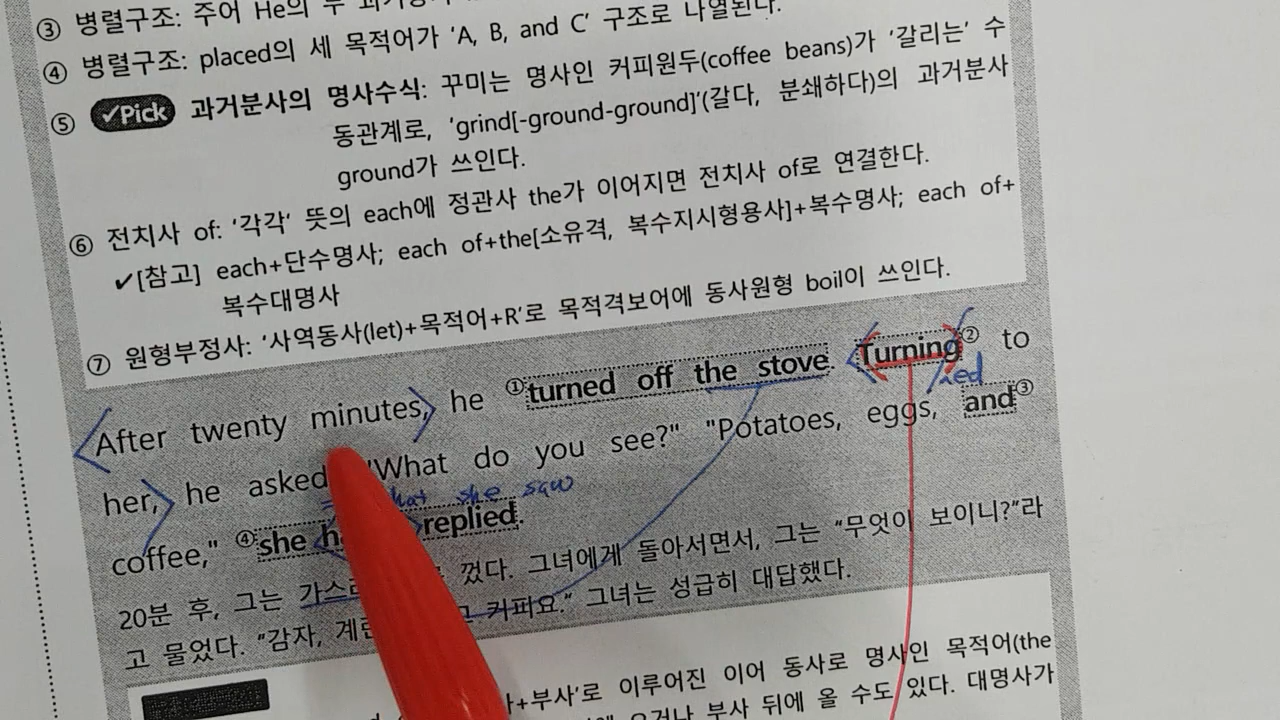 ③ 병렬구조: 주어 He의 두
④ 병렬구조: placed의 세 목적어가 'A, B, and C' 구조로 나열된다.
⑤ ✓Pick 과거분사의 명사수식: 꾸미는 명사인 커피원두(coffee beans)가 '갈리는' 수
동관계로, 'grind[-ground-ground]'(갈다, 분쇄하다)의 과거분사
ground가 쓰인다.
⑥ 전치사 of: '각각' 뜻의 each에 정관사 the가 이어지면 전치사 of로 연결한다.
✓[참고] each+단수명사; each of+the[소유격, 복수지시형용사]+복수명사; each of+
복수대명사
⑦ 원형부정사: '사역동사(let)+목적어+R'로 목적격보어에 동사원형 boil이 쓰인다.
After twenty minutes, he ①turned off the stove. Turning② to
her, he asked "What do you see?" "Potatoes, eggs, and③
she saw
coffee," ④she replied.
20분 후, 그는 껐다. 그녀에게 돌아서면서, 그는 "무엇이 보이니?"라
고 물었다. "감자, 커피요." 그녀는 성급히 대답했다.
+부사'로 이루어진 이어 동사로 명사인 목적어(the
부사 뒤에 올 수도 있다. 대명사가